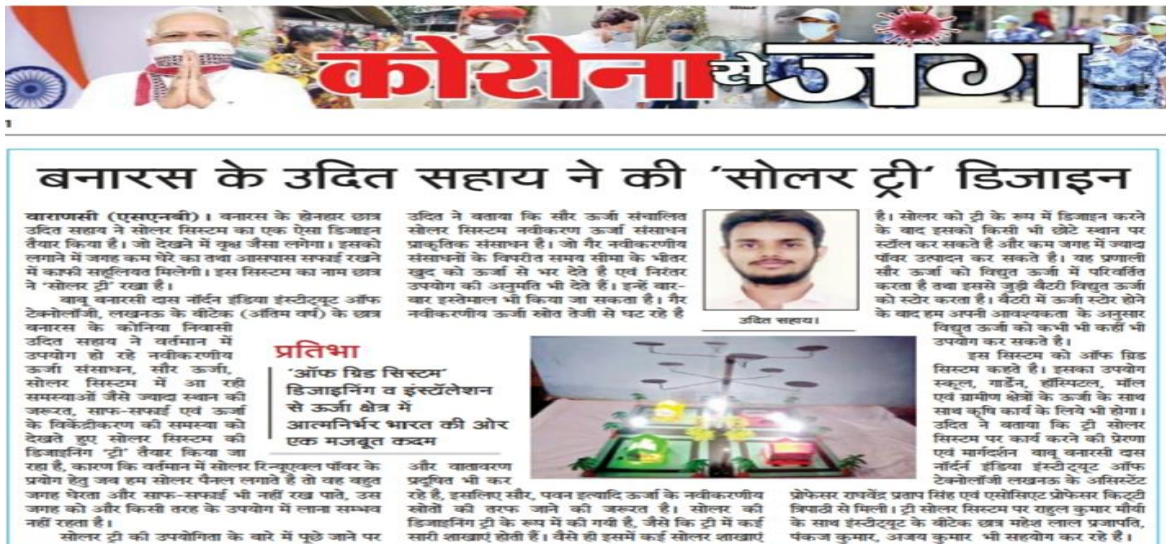 कोरोना से जंग
1
बनारस के उदित सहाय ने की 'सोलर ट्री' डिजाइन
वाराणसी (एसएनबी)। बनारस के होनहार छात्र
उदित सहाय ने सोलर सिस्टम का एक ऐसा डिजाइन
तैयार किया है। जो देखने में वृक्ष जैसा लगेगा। इसको
लगाने में जगह कम घेरे का तथा आसपास सफाई रखने
में काफी सहूलियत मिलेगी। इस सिस्टम का नाम छात्र
ने 'सोलर ट्री' रखा है।
बाबू बनारसी दास नॉर्दन इंडिया इंस्टीट्यूट ऑफ
टेक्नोलॉजी, लखनऊ के बीटेक (अंतिम वर्ष) के छात्र
बनारस के कोनिया निवासी
उदित सहाय ने वर्तमान में
उपयोग हो रहे नवीकरणीय
ऊर्जा संसाधन, सौर ऊर्जा,
सोलर सिस्टम में आ रही
समस्याओं जैसे ज्यादा स्थान की
जरूरत, साफ-सफाई एवं ऊर्जा
के विकेंद्रीकरण की समस्या को
देखते हुए सोलर सिस्टम की
डिजाइनिंग 'ट्री' तैयार किया जा
रहा है, कारण कि वर्तमान में सोलर रिन्यूएवल पॉवर के
प्रयोग हेतु जब हम सोलर पैनल लगाते है तो वह बहुत
जगह घेरता और साफ-सफाई भी नहीं रख पाते, उस
जगह को और किसी तरह के उपयोग में लाना सम्भव
नहीं रहता है।
सोलर ट्री की उपयोगिता के बारे में पूछे जाने पर
प्रतिभा
'ऑफ ग्रिड सिस्टम'
डिजाइनिंग व इंस्टॉलेशन
से ऊर्जा क्षेत्र में
आत्मनिर्भर भारत की ओर
एक मजबूत कदम
उदित ने बताया कि सौर ऊर्जा संचालित
सोलर सिस्टम नवीकरण ऊर्जा संसाधन
प्राकृतिक संसाधन है। जो गैर नवीकरणीय
संसाधनों के विपरीत समय सीमा के भीतर
खुद को ऊर्जा से भर देते है एवं निरंतर
उपयोग की अनुमति भी देते है। इन्हें बार-
बार इस्तेमाल भी किया जा सकता है। गैर
नवीकरणीय ऊर्जा स्रोत तेजी से घट रहे है
और वातावरण
प्रदूषित भी कर
रहे है, इसलिए सौर, पवन इत्यादि ऊर्जा के नवीकरणीय
स्रोतों की तरफ जाने की जरूरत है। सोलर की
डिजाइनिंग ट्री के रूप में की गयी है, जैसे कि ट्री में कई
सारी शाखाएं होती हैं। वैसे ही इसमें कई सोलर शाखाएं
उदित सहाय।
है। सोलर को ट्री के रूप में डिजाइन करने
के बाद इसको किसी भी छोटे स्थान पर
स्टॉल कर सकते है और कम जगह में ज्यादा
पॉवर उत्पादन कर सकते है। यह प्रणाली
सौर ऊर्जा को विद्युत ऊर्जा में परिवर्तित
करता है तथा इससे जुड़ी बैटरी विद्युत ऊर्जा
को स्टोर करता है। बैटरी में ऊर्जा स्टोर होने
के बाद हम अपनी आवश्यकता के अनुसार
विद्युत ऊर्जा को कभी भी कहीं भी
उपयोग कर सकते है।
इस सिस्टम को ऑफ ग्रिड
सिस्टम कहते है। इसका उपयोग
स्कूल, गार्डेन, हॉस्पिटल, मॉल
एवं ग्रामीण क्षेत्रों के ऊर्जा के साथ
साथ कृषि कार्य के लिये भी होगा।
उदित ने बताया कि ट्री सोलर
सिस्टम पर कार्य करने की प्रेरणा
एवं मार्गदर्शन बाबू बनारसी दास
नॉर्दर्न इंडिया इंस्टीट्यूट ऑफ
टेक्नोलाजी लखनऊ के असिस्टेंट
प्रोफेसर राघवेंद्र प्रताप सिंह एवं एसोसिएट प्रोफेसर किट्टी
त्रिपाठी से मिली। ट्री सोलर सिस्टम पर राहुल कुमार मौर्या
के साथ इंस्टीट्यूट के बीटेक छात्र महेश लाल प्रजापति,
पंकज कुमार, अजय कुमार भी सहयोग कर रहे है।